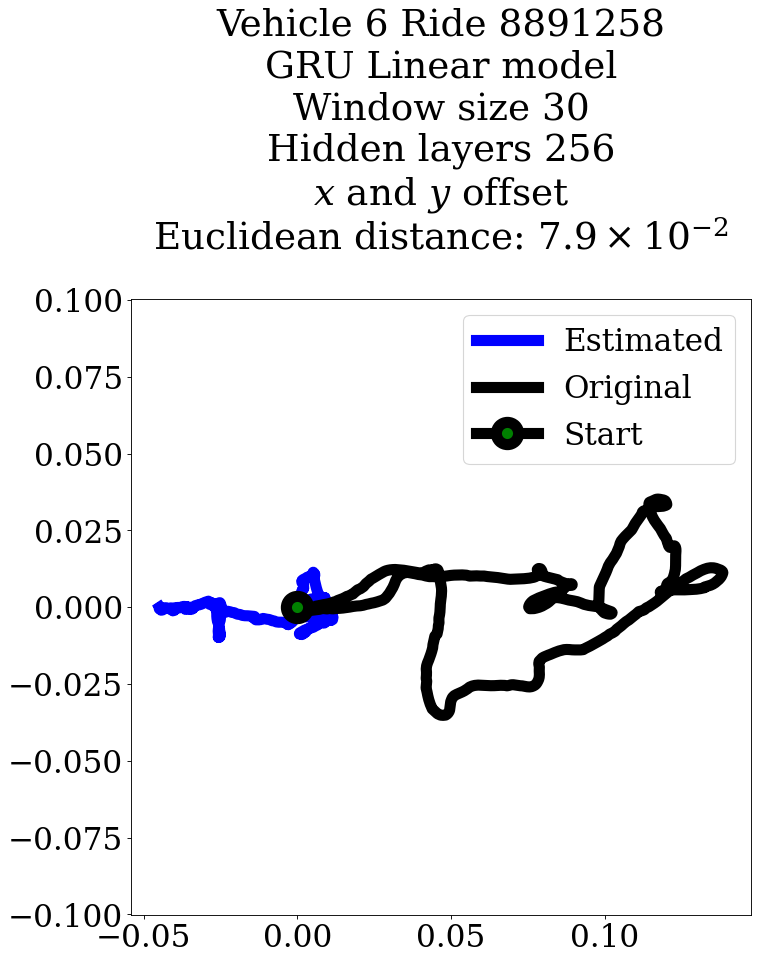 Vehicle 6 Ride 8891258
GRU Linear model
Window size 30
Hidden layers 256
x and y offset
Euclidean distance: 7.9 × 10⁻²
Estimated
Original
Start
0.100
0.075
0.050
0.025
0.000
−0.025
−0.050
−0.075
−0.100
−0.05 0.00 0.05 0.10